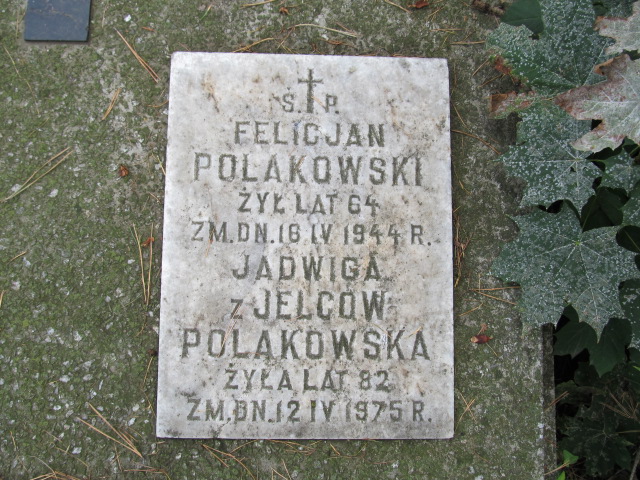 Ś. P.
FELICJAN
POLAKOWSKI
ŻYŁ LAT 64
ZM. DN. 16 IV 1944 R.
JADWIGA
z JELCÓW
POLAKOWSKA
ŻYŁA LAT 82
ZM. DN. 12 IV 1975 R.